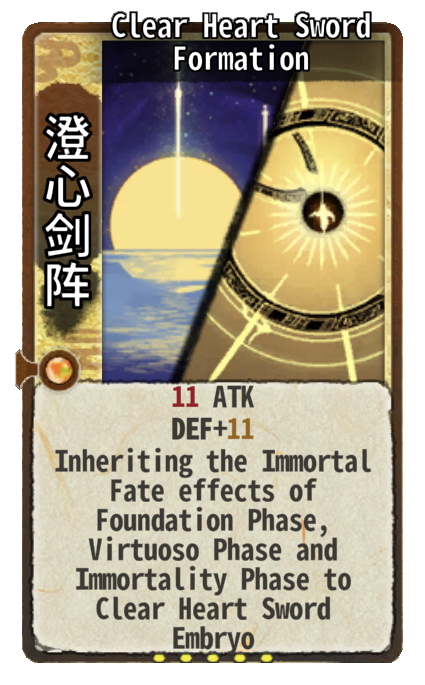 Clear Heart Sword
Formation
澄心剑阵
11 ATK
DEF+11
Inheriting the Immortal
Fate effects of
Foundation Phase,
Virtuoso Phase and
Immortality Phase to
Clear Heart Sword
Embryo